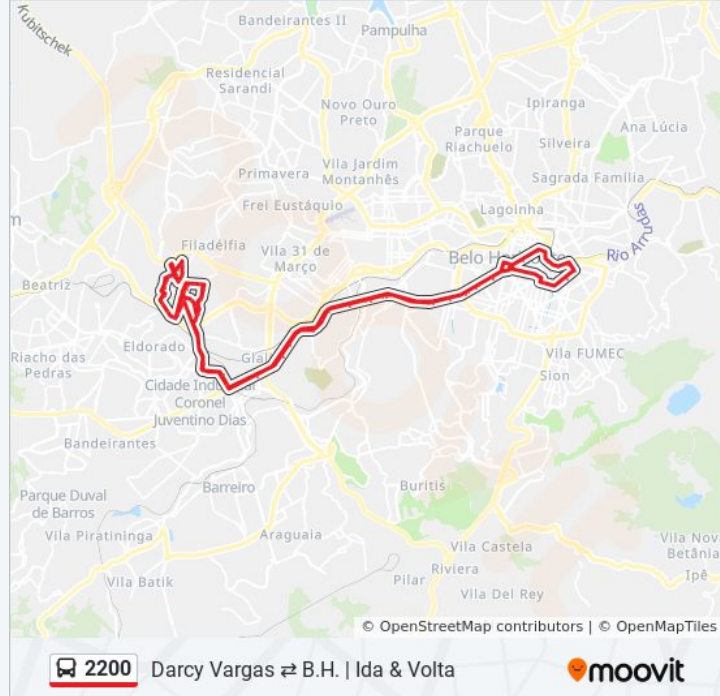 Kubitschek
Bandeirantes II
Pampulha
Residencial
Sarandi
Novo Ouro
Preto
Ipiranga
Ana Lúcia
Parque
Riachuelo
Silveira
Vila Jardim
Montanhês
Primavera
Sagrada Família
Frei Eustáquio
Lagoinha
Rio Arrudas
Filadélfia
Vila 31 de
Março
Belo H
Beatriz
Eldorado
Riacho das
Pedras
Vila FUMEC
Sion
Cidade Indu
Coronel
Juventino Dias
Bandeirantes
Barreiro
Buritis
Parque Duval
de Barros
Vila Piratininga
Araguaia
Vila Castela
Vila Nov
Betânia
Ipê
Riviera
Pilar
Vila Batik
Vila Del Rey
© OpenStreetMap contributors | © OpenMapTiles
2200 Darcy Vargas ⇄ B.H. | Ida & Volta
moovit